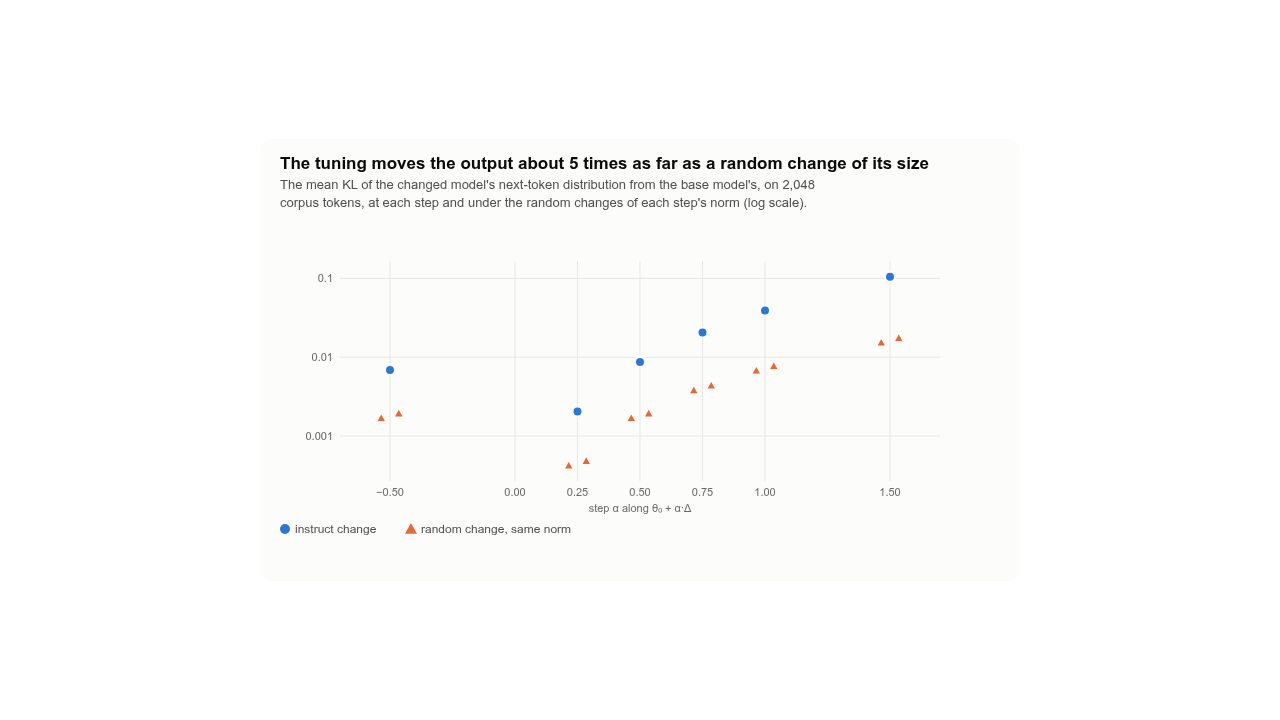 The tuning moves the output about 5 times as far as a random change of its size
The mean KL of the changed model's next-token distribution from the base model's, on 2,048
corpus tokens, at each step and under the random changes of each step's norm (log scale).
0.1
0.01
0.001
−0.50 0.00 0.25 0.50 0.75 1.00 1.50
step α along θ₀ + α·Δ
instruct change random change, same norm